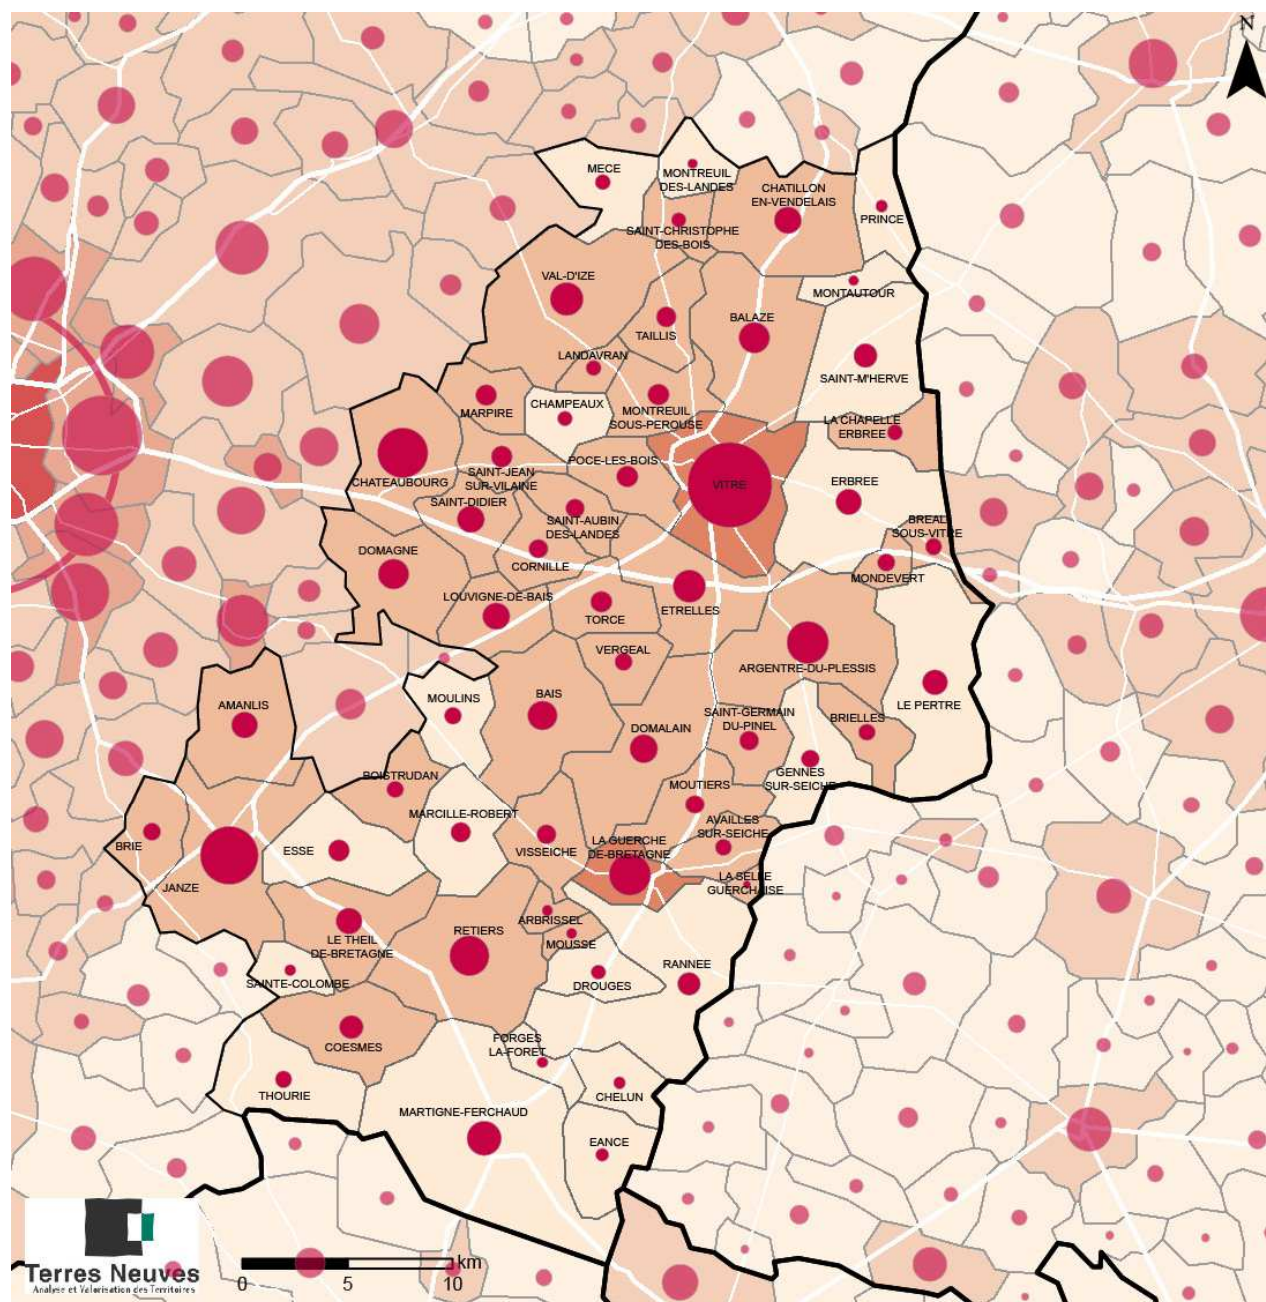 N
MECE
MONTREUIL
DES-LANDES
CHATILLON
EN-VENDELAIS
PRINCE
SAINT-CHRISTOPHE
DES-BOIS
VAL-D'IZE
MONTAUTOUR
TAILLIS
BALAZE
LANDAVRAN
SAINT-M'HERVE
MARPIRE
CHAMPEAUX
MONTREUIL
SOUS-PEROUSE
LA CHAPELLE
ERBREE
CHATEAUBOURG
SAINT-JEAN
SUR-VILAINE
POCE-LES-BOIS
VITRE
ERBREE
SAINT-DIDIER
SAINT-AUBIN
DES-LANDES
BREAL
SOUS-VITRE
DOMAGNE
CORNILLE
MONDEVERT
LOUVIGNE-DE-BAIS
TORCE
ETRELLES
VERGEAL
ARGENTRE-DU-PLESSIS
AMANLIS
MOULINS
BAIS
LE PERTRE
SAINT-GERMAIN
DU-PINEL
BRIELLES
DOMALAIN
BOISTRUDAN
MOUTIERS
GENNES
SUR-SEICHE
MARCILLE-ROBERT
AVAILLES
SUR-SEICHE
BRIE
ESSE
VISSEICHE
LA GUERCHE
DE-BRETAGNE
LA SELLE
GUERCHAISE
JANZE
LE THEIL
DE-BRETAGNE
RETIERS
ARBRISSEL
MOUSSE
SAINTE-COLOMBE
DROUGES
RANNEE
COESMES
FORGES
LA-FORET
THOURIE
CHELUN
MARTIGNE-FERCHAUD
EANCE
Terres Neuves
Analyse et Valorisation des Territoires
km
0 5 10